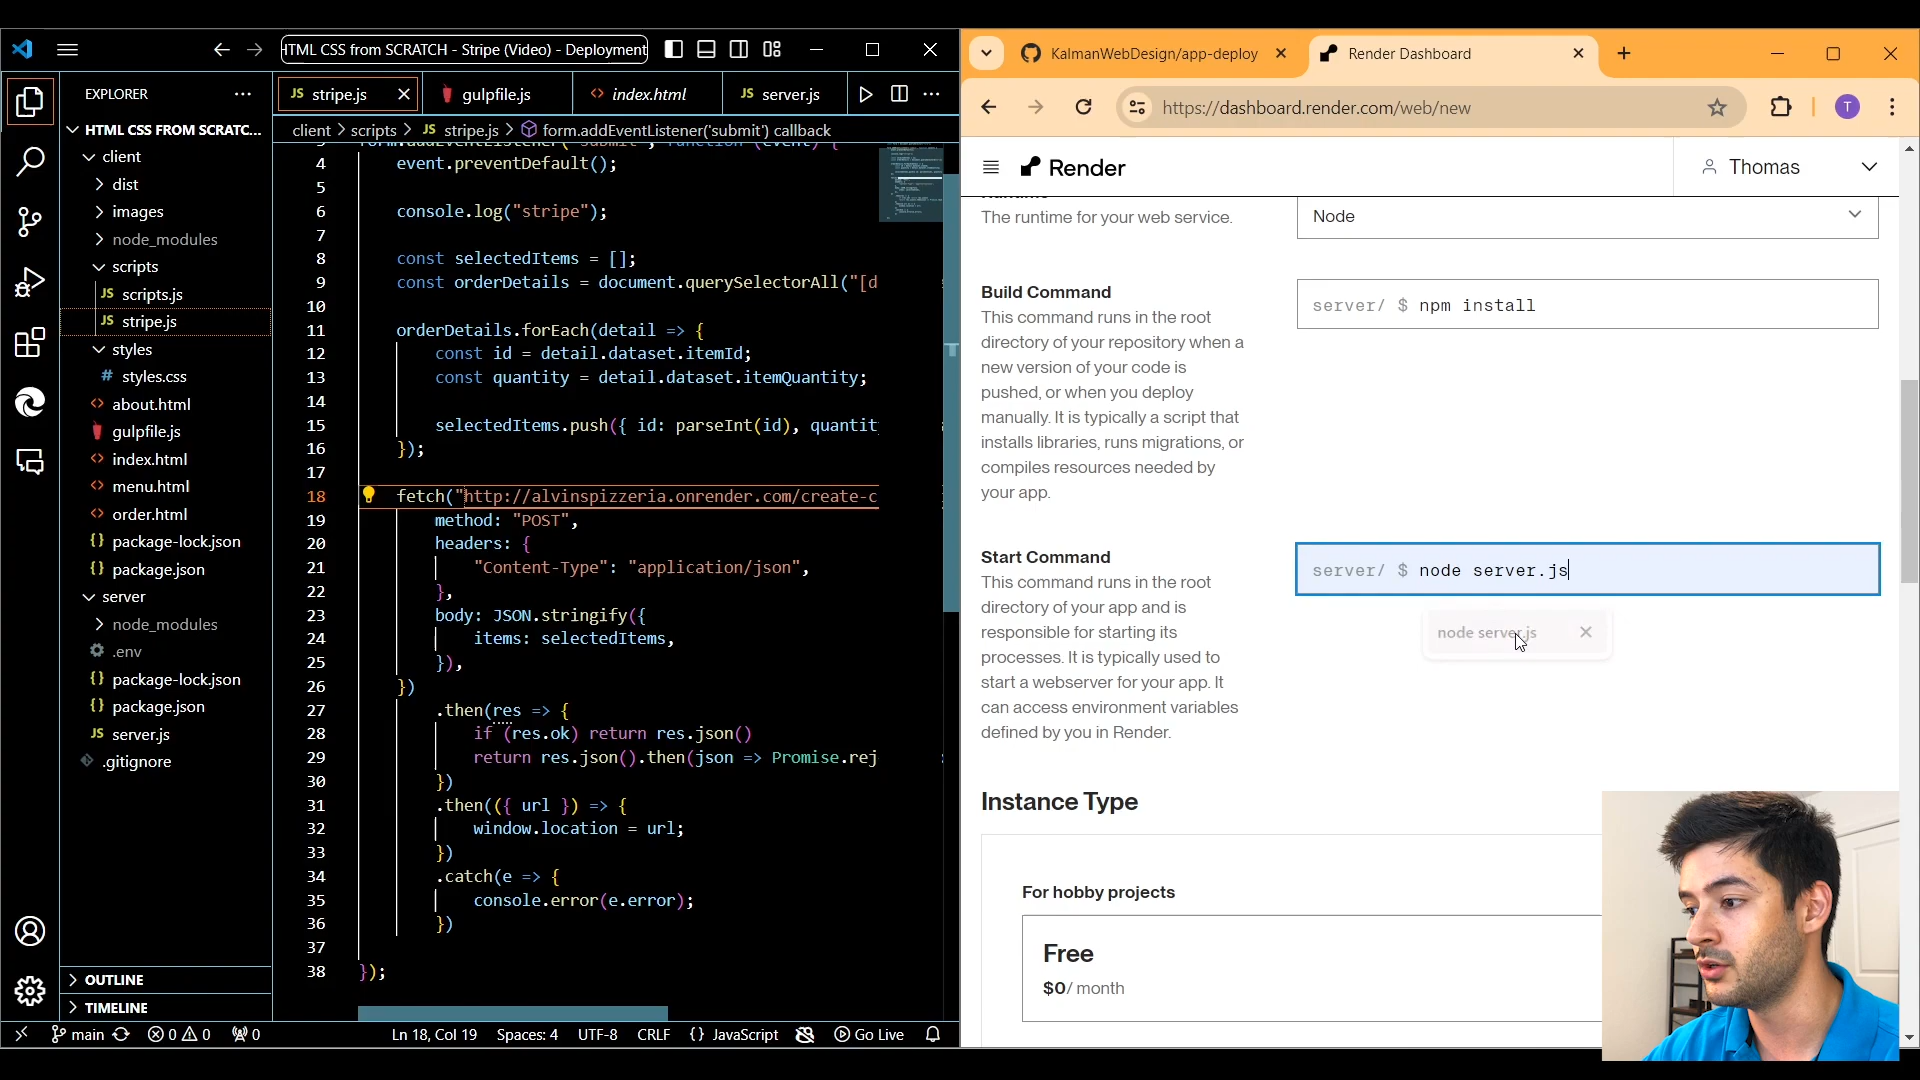 HTML CSS from SCRATCH - Stripe (Video) - Deployment
EXPLORER
HTML CSS FROM SCRATC...
client
dist
images
node_modules
scripts
JS scripts.js
JS stripe.js
styles
# styles.css
<> about.html
gulpfile.js
<> index.html
<> menu.html
<> order.html
{} package-lock.json
{} package.json
server
node_modules
.env
{} package-lock.json
{} package.json
JS server.js
.gitignore
OUTLINE
TIMELINE
JS stripe.js
gulpfile.js
<> index.html
JS server.js
client > scripts > JS stripe.js > form.addEventListener('submit') callback
4 event.preventDefault();
5
6 console.log("stripe");
7
8 const selectedItems = [];
9 const orderDetails = document.querySelectorAll("[d
10
11 orderDetails.forEach(detail => {
12 const id = detail.dataset.itemId;
13 const quantity = detail.dataset.itemQuantity;
14
15 selectedItems.push({ id: parseInt(id), quantit
16 });
17
18 fetch("http://alvinspizzeria.onrender.com/create-c
19 method: "POST",
20 headers: {
21 "Content-Type": "application/json",
22 },
23 body: JSON.stringify({
24 items: selectedItems,
25 }),
26 })
27 .then(res => {
28 if (res.ok) return res.json()
29 return res.json().then(json => Promise.rej
30 })
31 .then(({ url }) => {
32 window.location = url;
33 })
34 .catch(e => {
35 console.error(e.error);
36 })
37
38 });
main
0 0
0
Ln 18, Col 19
Spaces: 4
UTF-8
CRLF
{} JavaScript
Go Live
KalmanWebDesign/app-deploy
Render Dashboard
https://dashboard.render.com/web/new
T
Render
Thomas
The runtime for your web service.
Node
Build Command
This command runs in the root
directory of your repository when a
new version of your code is
pushed, or when you deploy
manually. It is typically a script that
installs libraries, runs migrations, or
compiles resources needed by
your app.
server/ $ npm install
Start Command
This command runs in the root
directory of your app and is
responsible for starting its
processes. It is typically used to
start a webserver for your app. It
can access environment variables
defined by you in Render.
server/ $ node server.js
node server.js
Instance Type
For hobby projects
Free
$0 / month